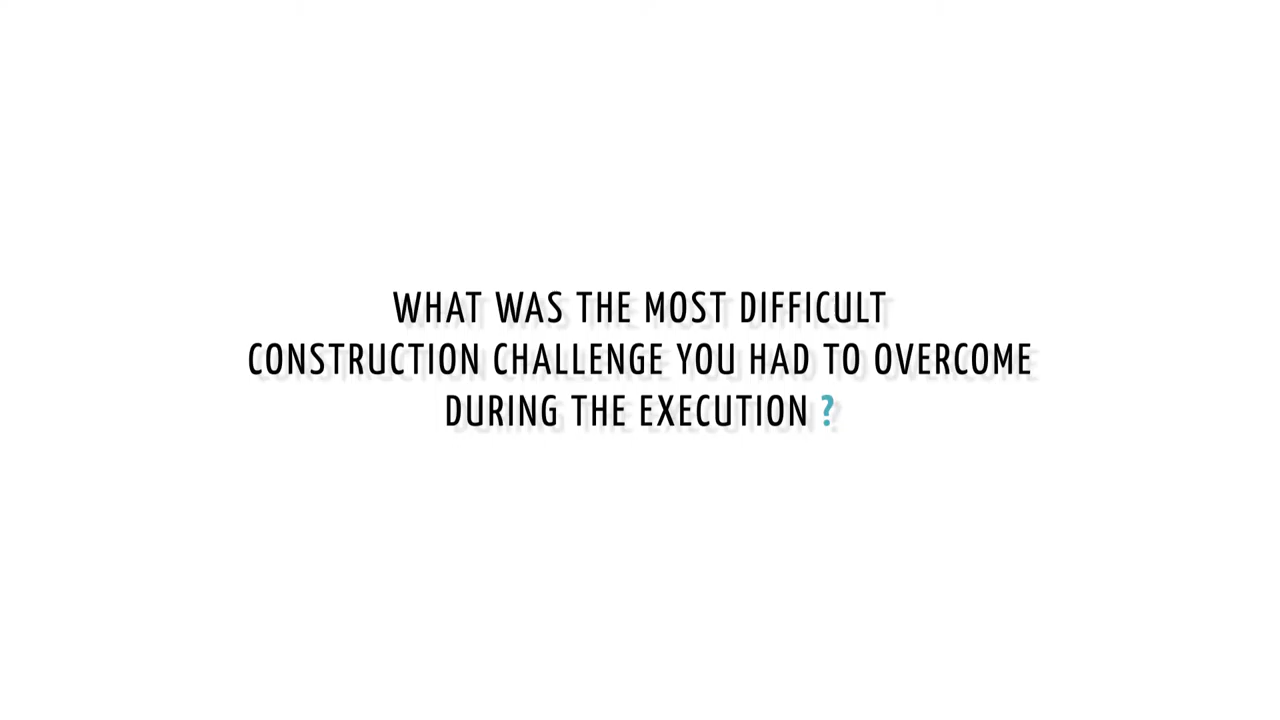 WHAT WAS THE MOST DIFFICULT
CONSTRUCTION CHALLENGE YOU HAD TO OVERCOME
DURING THE EXECUTION ?